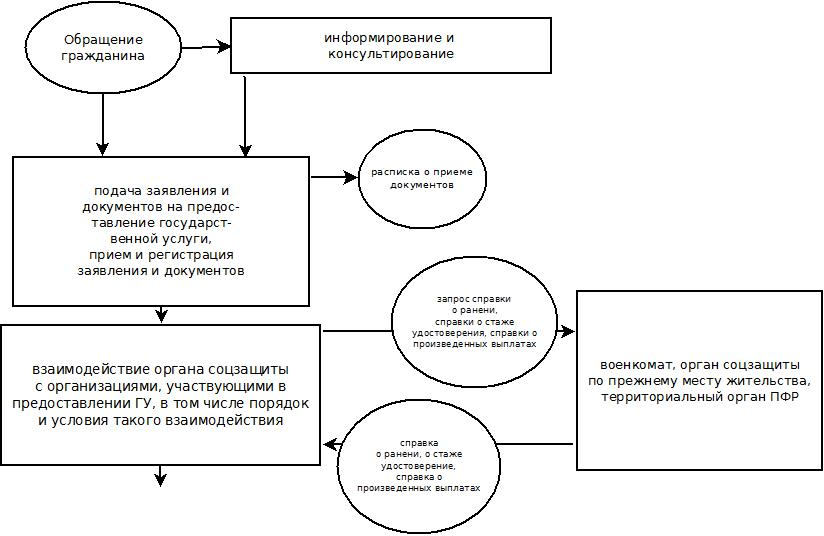 Обращение
гражданина
информирование и
консультирование
подача заявления и
документов на предос-
тавление государст-
венной услуги,
прием и регистрация
заявления и документов
расписка о приеме
документов
запрос справки
о ранени,
справки о стаже
удостоверения, справки о
произведенных выплатах
взаимодействие органа соцзащиты
с организациями, участвующими в
предоставлении ГУ, в том числе порядок
и условия такого взаимодействия
военкомат, орган соцзащиты
по прежнему месту жительства,
территориальный орган ПФР
справка
о ранени, о стаже
удостоверение,
справка о
произведенных выплатах